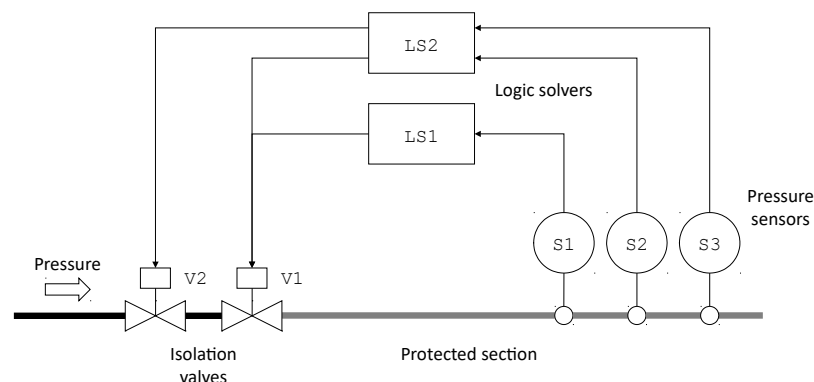 LS2
Logic solvers
LS1
Pressure
sensors
S1
S2
S3
Pressure
V2
V1
Isolation
valves
Protected section